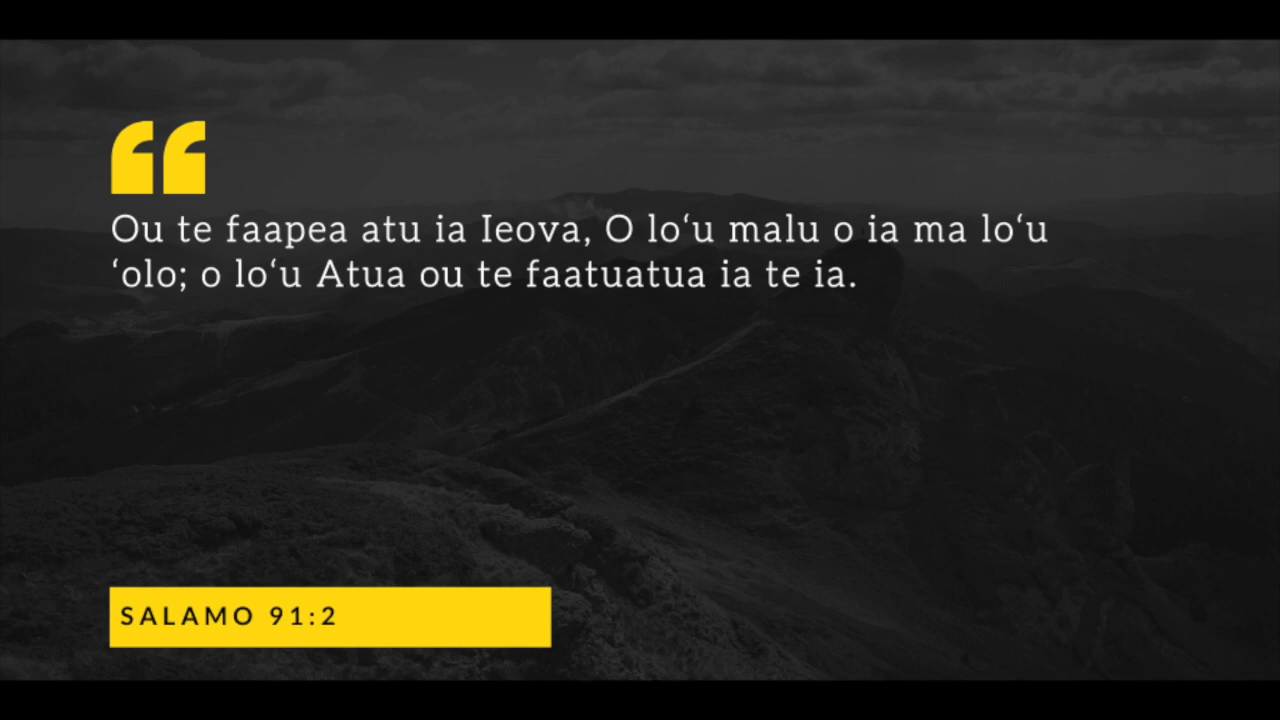 Ou te faapea atu ia Ieova, O lo‘u malu o ia ma lo‘u
‘olo; o lo‘u Atua ou te faatuatua ia te ia.
SALAMO 91:2